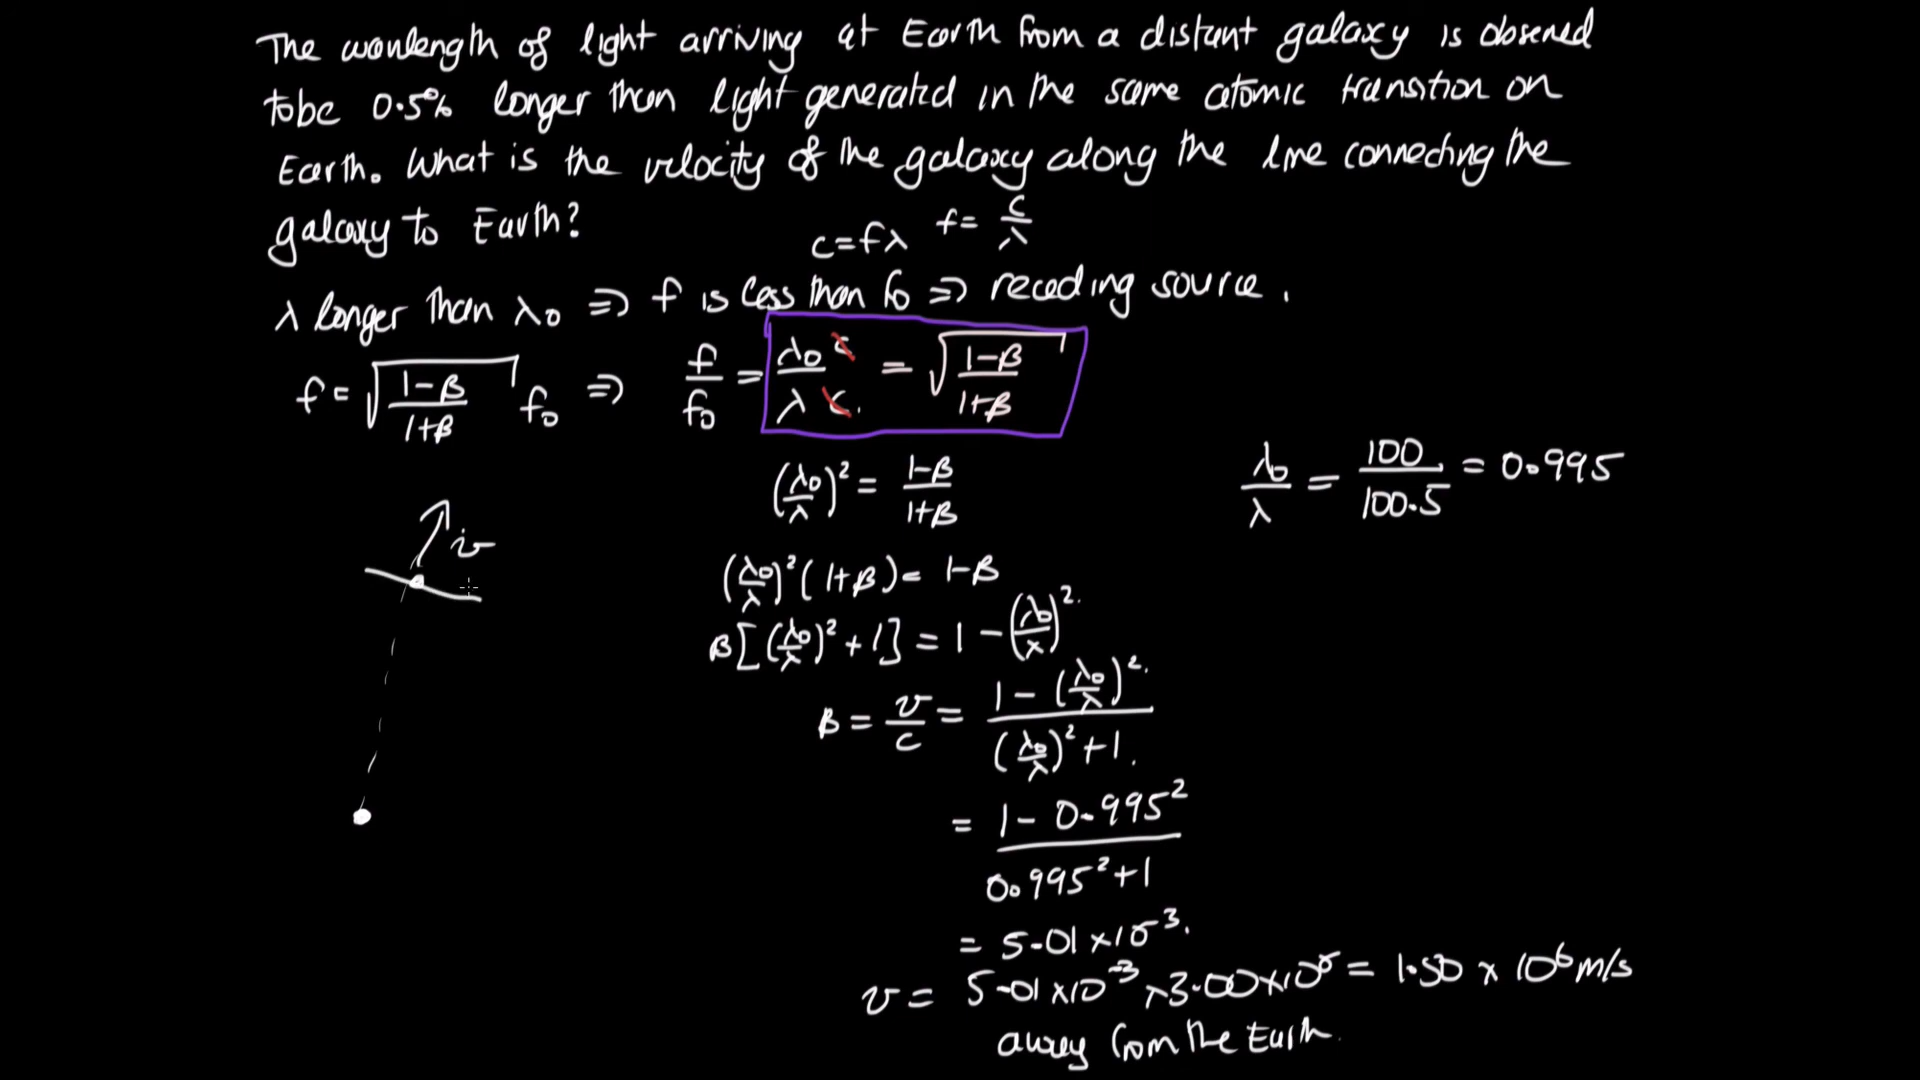 The wavelength of light arriving at Earth from a distant galaxy is observed
to be 0.5% longer than light generated in the same atomic transition on
Earth. What is the velocity of the galaxy along the line connecting the
galaxy to Earth?
c=fλ f= c/λ
λ longer than λ0 ⇒ f is less than f0 ⇒ receding source.
f = √((1-β)/(1+β)) f0 ⇒ f/f0 = λ0 c/λ c. = √((1-β)/(1+β))
(λ0/λ)² = (1-β)/(1+β)
λ0/λ = 100/100.5 = 0.995
v
(λ0/λ)² (1+β) = 1-β
β[(λ0/λ)² + 1] = 1 - (λ0/λ)².
β = v/c = (1 - (λ0/λ)².)/((λ0/λ)² + 1.)
= (1 - 0.995²)/(0.995² + 1)
= 5.01 × 10⁻³.
v = 5.01×10⁻³ × 3.00×10⁸ = 1.50 × 10⁶ m/s
away from the Earth.